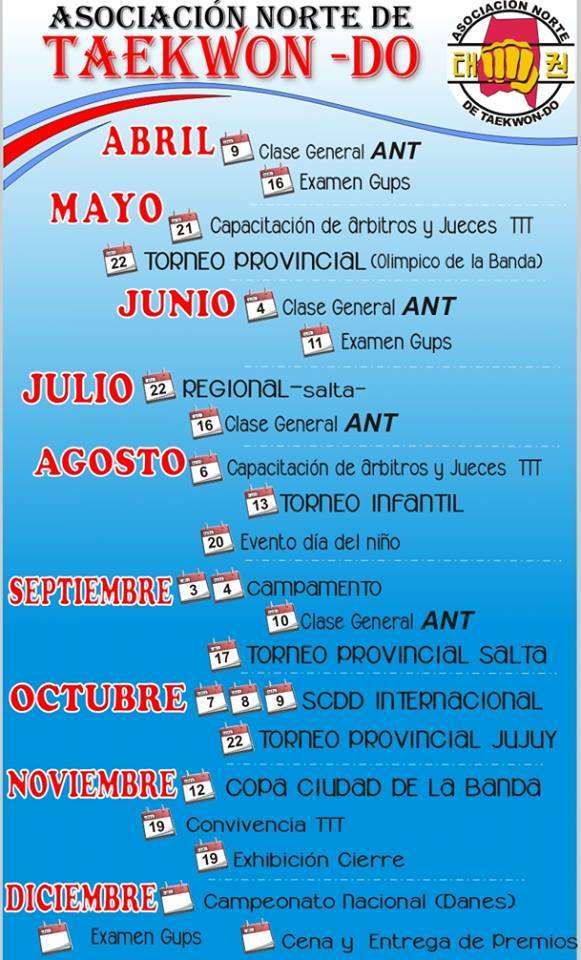 ASOCIACIÓN NORTE DE
TAEKWON -DO
ASOCIACION NORTE
태 권
DE TAEKWON-DO
ABRIL 9 Clase General ANT
16 Examen Gups
MAYO 21 Capacitación de arbitros y Jueces TTT
22 TORNEO PROVINCIAL (Olimpico de la Banda)
JUNIO 4 Clase General ANT
11 Examen Gups
JULIO 22 REGIONAL-salta-
16 Clase General ANT
AGOSTO 6 Capacitación de arbitros y Jueces TTT
13 TORNEO INFANTIL
20 Evento día del niño
SEPTIEMBRE 3 4 CAMPAMENTO
10 Clase General ANT
17 TORNEO PROVINCIAL SALTA
OCTUBRE 7 8 9 SCDD INTERNACIONAL
22 TORNEO PROVINCIAL JUJUY
NOVIEMBRE 12 COPA CIUDAD DE LA BANDA
19 Convivencia TTT
19 Exhibición Cierre
DICIEMBRE Campeonato Nacional (Danes)
Examen Gups Cena y Entrega de Premios